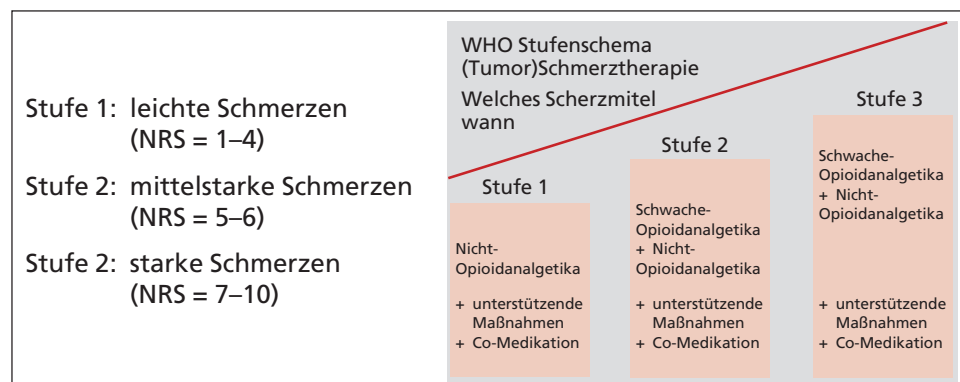 Stufe 1: leichte Schmerzen
(NRS = 1–4)
Stufe 2: mittelstarke Schmerzen
(NRS = 5–6)
Stufe 2: starke Schmerzen
(NRS = 7–10)
WHO Stufenschema
(Tumor)Schmerztherapie
Welches Scherzmitel
wann
Stufe 1
Nicht-
Opioidanalgetika
+ unterstützende
Maßnahmen
+ Co-Medikation
Stufe 2
Schwache-
Opioidanalgetika
+ Nicht-
Opioidanalgetika
+ unterstützende
Maßnahmen
+ Co-Medikation
Stufe 3
Schwache-
Opioidanalgetika
+ Nicht-
Opioidanalgetika
+ unterstützende
Maßnahmen
+ Co-Medikation